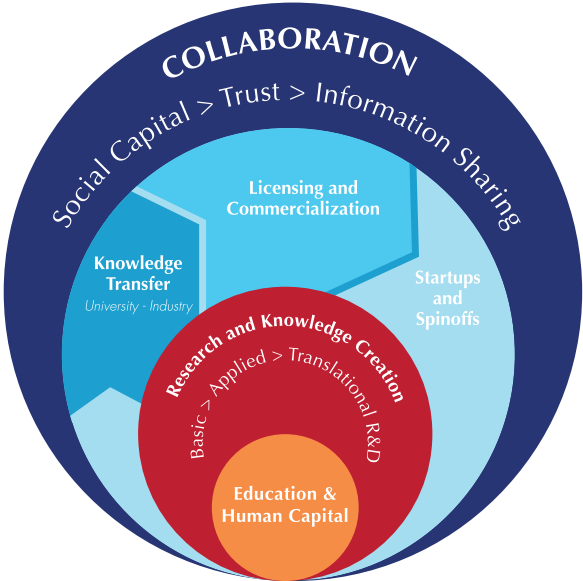 COLLABORATION
Social Capital > Trust > Information Sharing
Licensing and
Commercialization
Knowledge
Transfer
University - Industry
Startups
and
Spinoffs
Research and Knowledge Creation
Basic > Applied > Translational R&D
Education &
Human Capital